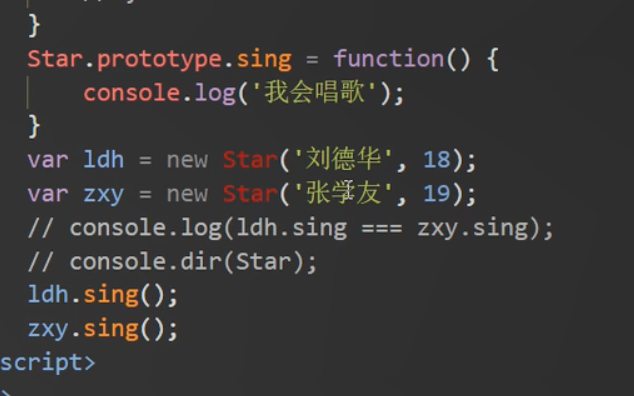 }
Star.prototype.sing = function() {
console.log('我会唱歌');
}
var ldh = new Star('刘德华', 18);
var zxy = new Star('张学友', 19);
// console.log(ldh.sing === zxy.sing);
// console.dir(Star);
ldh.sing();
zxy.sing();
script>